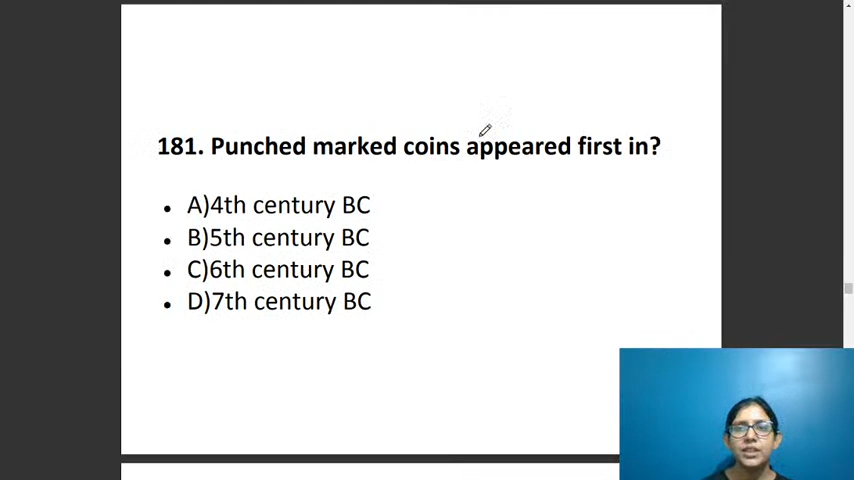 181. Punched marked coins appeared first in?
• A)4th century BC
• B)5th century BC
• C)6th century BC
• D)7th century BC